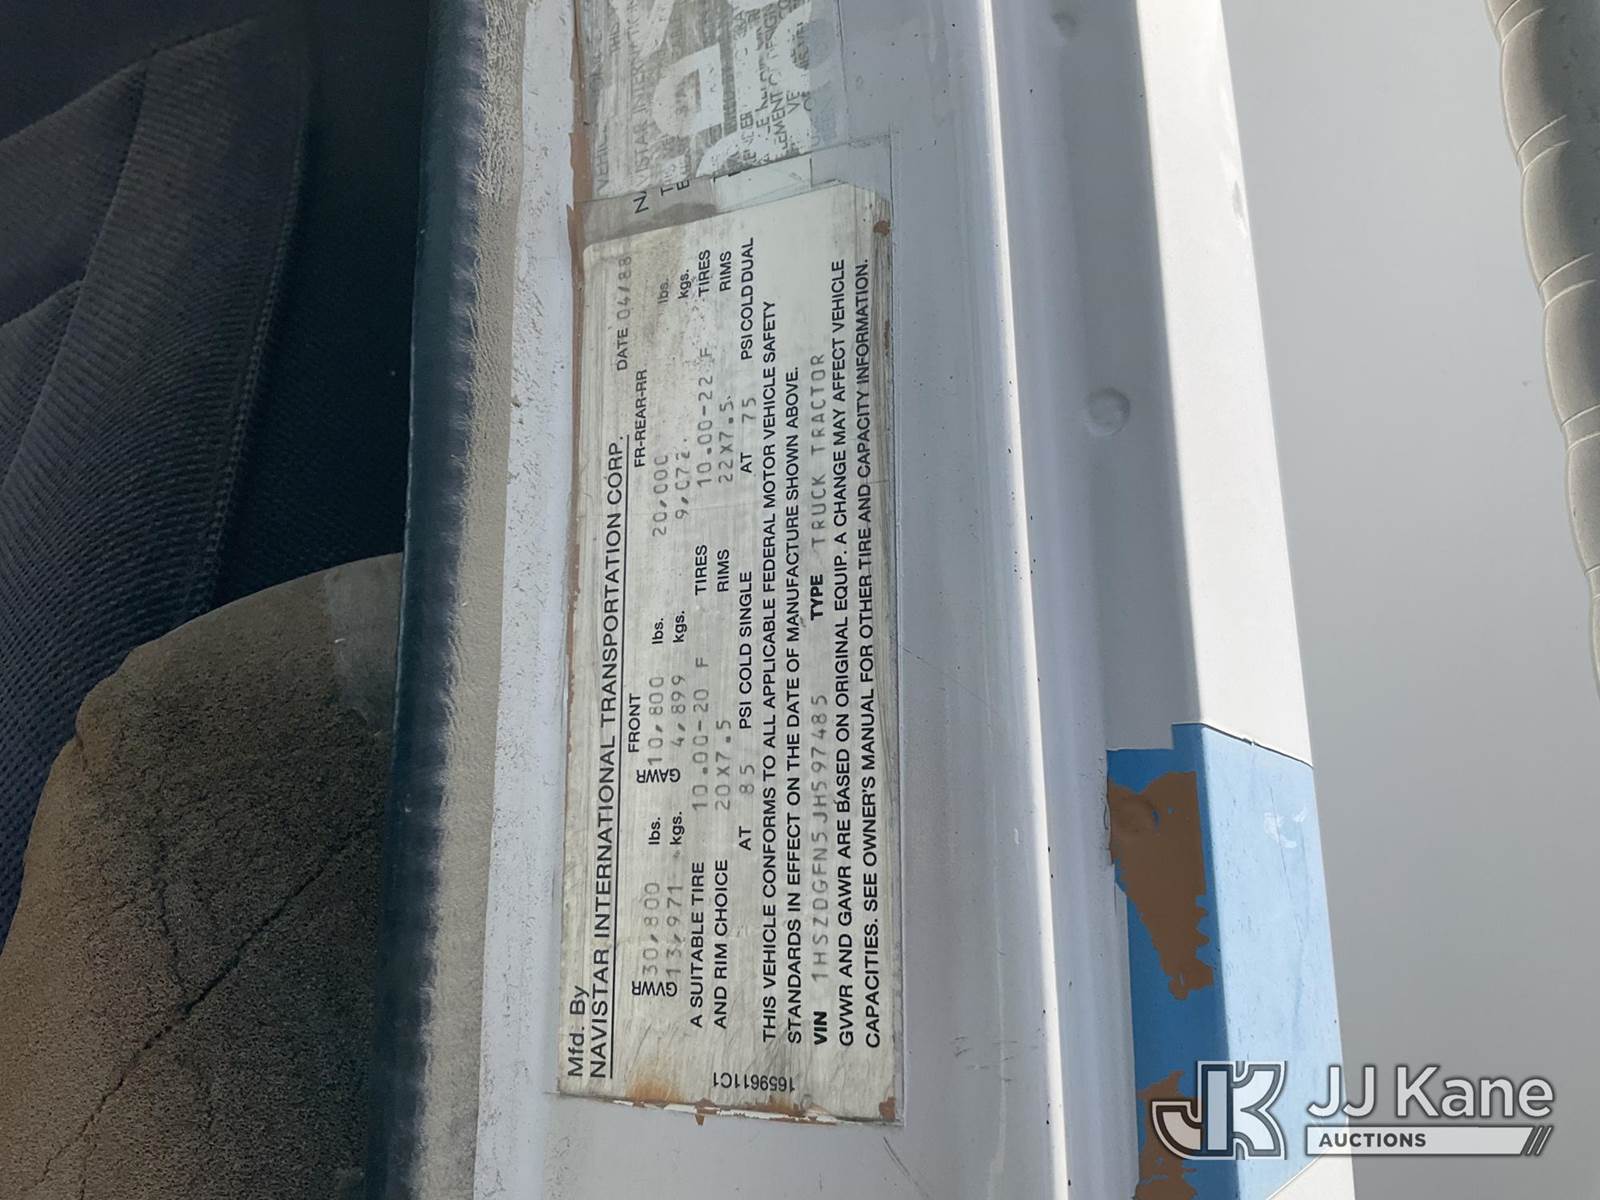 Mfd. By
NAVISTAR INTERNATIONAL TRANSPORTATION CORP. DATE 04/88
FRONT FR-REAR-RR
GVWR 30,800 lbs. GAWR 10,800 lbs. 20,000 lbs.
G 13,971 kgs. G 4,899 kgs. 9,072. kgs.
A SUITABLE TIRE 10.00-20 F TIRES 10.00-22 F TIRES
AND RIM CHOICE 20X7.5 RIMS 22X7.5. RIMS
AT 85 PSI COLD SINGLE AT 75 PSI COLD DUAL
THIS VEHICLE CONFORMS TO ALL APPLICABLE FEDERAL MOTOR VEHICLE SAFETY
STANDARDS IN EFFECT ON THE DATE OF MANUFACTURE SHOWN ABOVE.
VIN 1HSZDGFN5JH597485 TYPE TRUCK TRACTOR
GVWR AND GAWR ARE BASED ON ORIGINAL EQUIP. A CHANGE MAY AFFECT VEHICLE
CAPACITIES. SEE OWNER'S MANUAL FOR OTHER TIRE AND CAPACITY INFORMATION.
1659611C1
JK JJ Kane
AUCTIONS